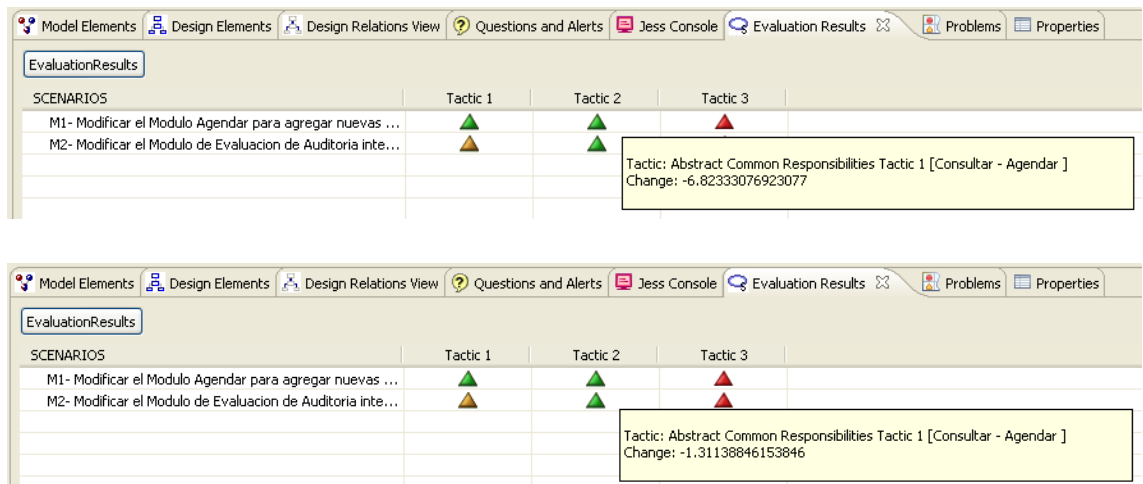 Model Elements Design Elements Design Relations View Questions and Alerts Jess Console Evaluation Results Problems Properties
EvaluationResults
SCENARIOS Tactic 1 Tactic 2 Tactic 3
M1- Modificar el Modulo Agendar para agregar nuevas ...
M2- Modificar el Modulo de Evaluacion de Auditoria inte...
Tactic: Abstract Common Responsibilities Tactic 1 [Consultar - Agendar ]
Change: -6.82333076923077
Model Elements Design Elements Design Relations View Questions and Alerts Jess Console Evaluation Results Problems Properties
EvaluationResults
SCENARIOS Tactic 1 Tactic 2 Tactic 3
M1- Modificar el Modulo Agendar para agregar nuevas ...
M2- Modificar el Modulo de Evaluacion de Auditoria inte...
Tactic: Abstract Common Responsibilities Tactic 1 [Consultar - Agendar ]
Change: -1.31138846153846